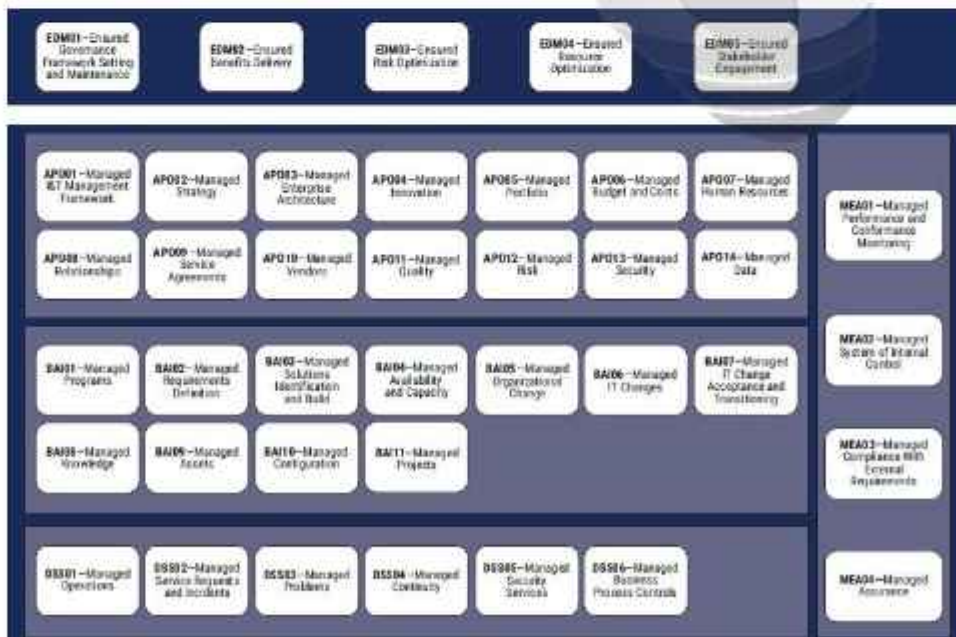 EDM01—Ensured
Governance
Framework Setting
and Maintenance
EDM02—Ensured
Benefits Delivery
EDM03—Ensured
Risk Optimization
EDM04—Ensured
Resource
Optimization
EDM05—Ensured
Stakeholder
Engagement
APO01—Managed
I&T Management
Framework
APO02—Managed
Strategy
APO03—Managed
Enterprise
Architecture
APO04—Managed
Innovation
APO05—Managed
Portfolio
APO06—Managed
Budget and Costs
APO07—Managed
Human Resources
APO08—Managed
Relationships
APO09—Managed
Service
Agreements
APO10—Managed
Vendors
APO11—Managed
Quality
APO12—Managed
Risk
APO13—Managed
Security
APO14—Managed
Data
BAI01—Managed
Programs
BAI02—Managed
Requirements
Definition
BAI03—Managed
Solutions
Identification
and Build
BAI04—Managed
Availability
and Capacity
BAI05—Managed
Organizational
Change
BAI06—Managed
IT Changes
BAI07—Managed
IT Change
Acceptance and
Transitioning
BAI08—Managed
Knowledge
BAI09—Managed
Assets
BAI10—Managed
Configuration
BAI11—Managed
Projects
DSS01—Managed
Operations
DSS02—Managed
Service Requests
and Incidents
DSS03—Managed
Problems
DSS04—Managed
Continuity
DSS05—Managed
Security
Services
DSS06—Managed
Business
Process Controls
MEA01—Managed
Performance and
Conformance
Monitoring
MEA02—Managed
System of Internal
Control
MEA03—Managed
Compliance With
External
Requirements
MEA04—Managed
Assurance